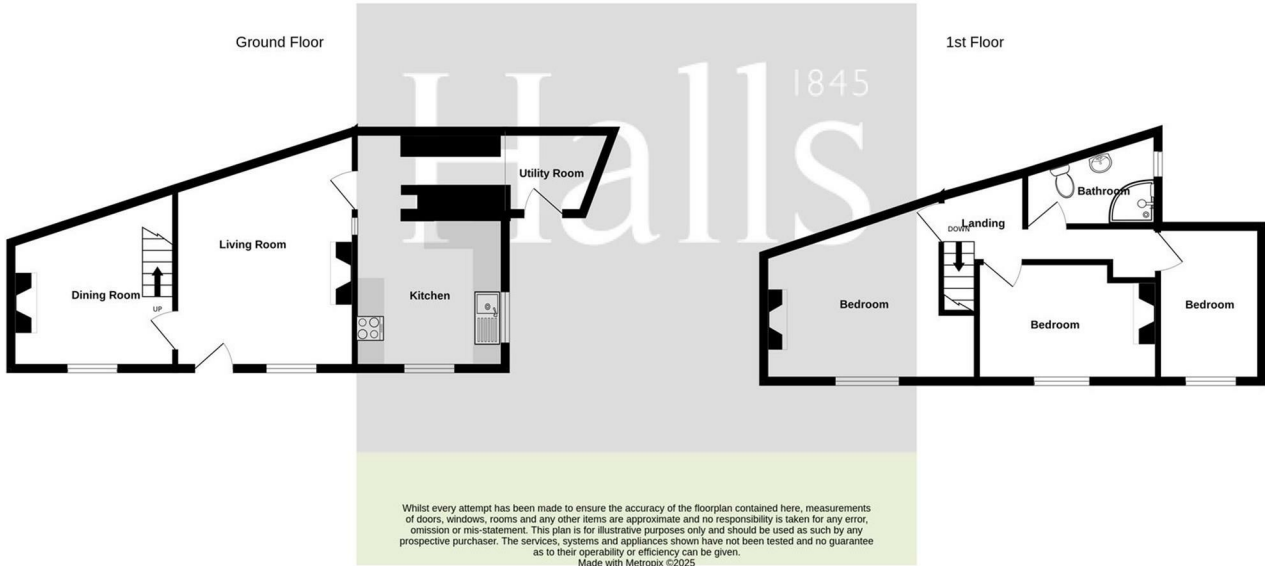 Ground Floor
1st Floor
1845
Halls
Utility Room
Living Room
Dining Room
UP
Kitchen
Bathroom
Landing
DOWN
Bedroom
Bedroom
Bedroom
Whilst every attempt has been made to ensure the accuracy of the floorplan contained here, measurements
of doors, windows, rooms and any other items are approximate and no responsibility is taken for any error,
omission or mis-statement. This plan is for illustrative purposes only and should be used as such by any
prospective purchaser. The services, systems and appliances shown have not been tested and no guarantee
as to their operability or efficiency can be given.
Made with Metropix ©2025